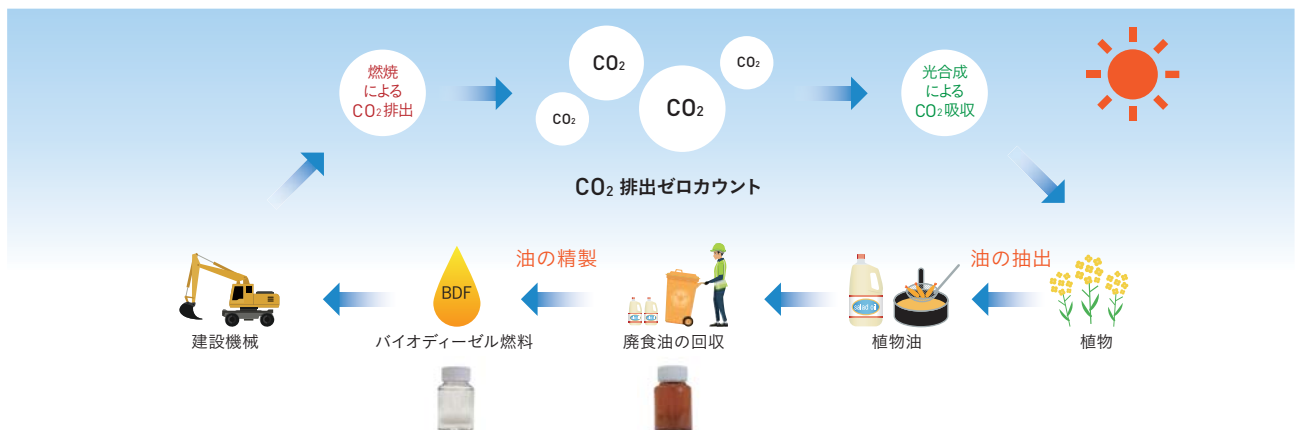 燃焼
による
CO₂排出
CO₂
CO₂
CO₂
CO₂
光合成
による
CO₂吸収
CO₂ 排出ゼロカウント
油の精製
油の抽出
BDF
salad oil
建設機械
バイオディーゼル燃料
廃食油の回収
植物油
植物